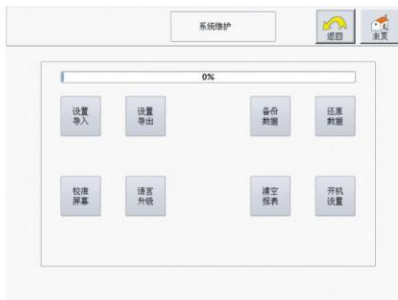 系统维护
返回
主页
0%
设置
导入
设置
导出
备份
数据
还原
数据
校准
屏幕
语言
升级
清空
报表
开机
设置